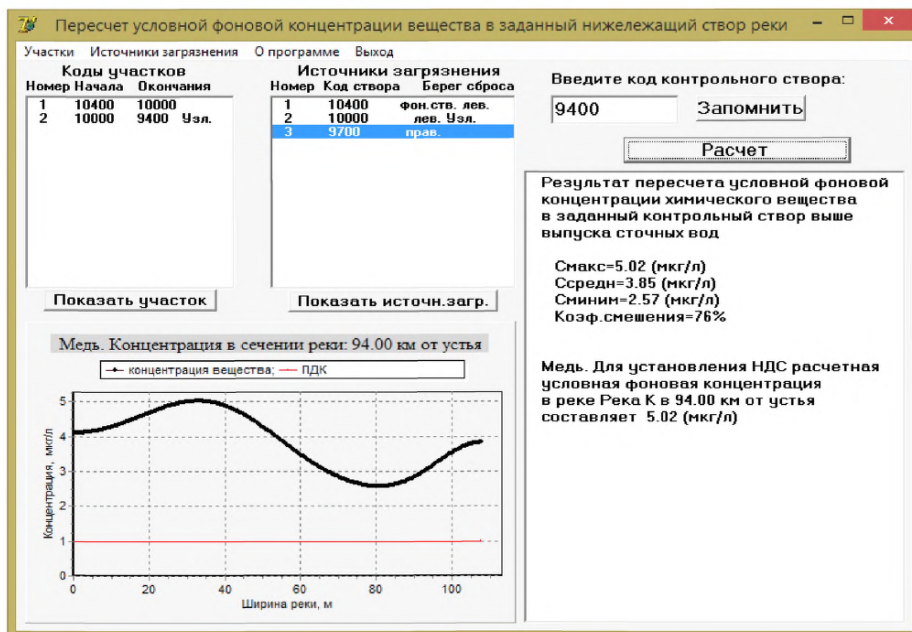 Пересчет условной фоновой концентрации вещества в заданный нижележащий створ реки
Участки Источники загрязнения О программе Выход
Коды участков
Номер Начала Окончания
1 10400 10000
2 10000 9400 Узл.
Показать участок
Источники загрязнения
Номер Код створа Берег сброса
1 10400 фон.ств. лев.
2 10000 лев. Узл.
3 9700 прав.
Показать источн.загр.
Введите код контрольного створа:
9400 Запомнить
Расчет
Результат пересчета условной фоновой
концентрации химического вещества
в заданный контрольный створ выше
выпуска сточных вод
Смакс=5.02 (мкг/л)
Ссредн=3.85 (мкг/л)
Сминим=2.57 (мкг/л)
Коэф.смешения=76%
Медь. Для установления НДС расчетная
условная фоновая концентрация
в реке Река К в 94.00 км от устья
составляет 5.02 (мкг/л)
Медь. Концентрация в сечении реки: 94.00 км от устья
концентрация вещества; ПДК
Концентрация, мкг/л
5
4
3
2
1
0
0 20 40 60 80 100
Ширина реки, м